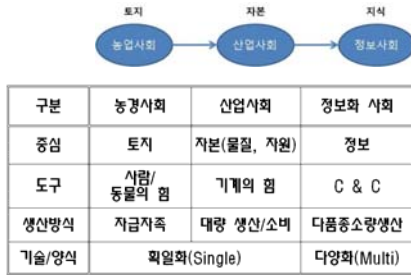 토지 자본 지식
농업사회 산업사회 정보사회
구분 농경사회 산업사회 정보화 사회
중심 토지 자본(물질, 자원) 정보
도구 사람/
동물의 힘 기계의 힘 C & C
생산방식 자급자족 대량 생산/소비 다품종소량생산
기술/양식 획일화(Single) 다양화(Multi)